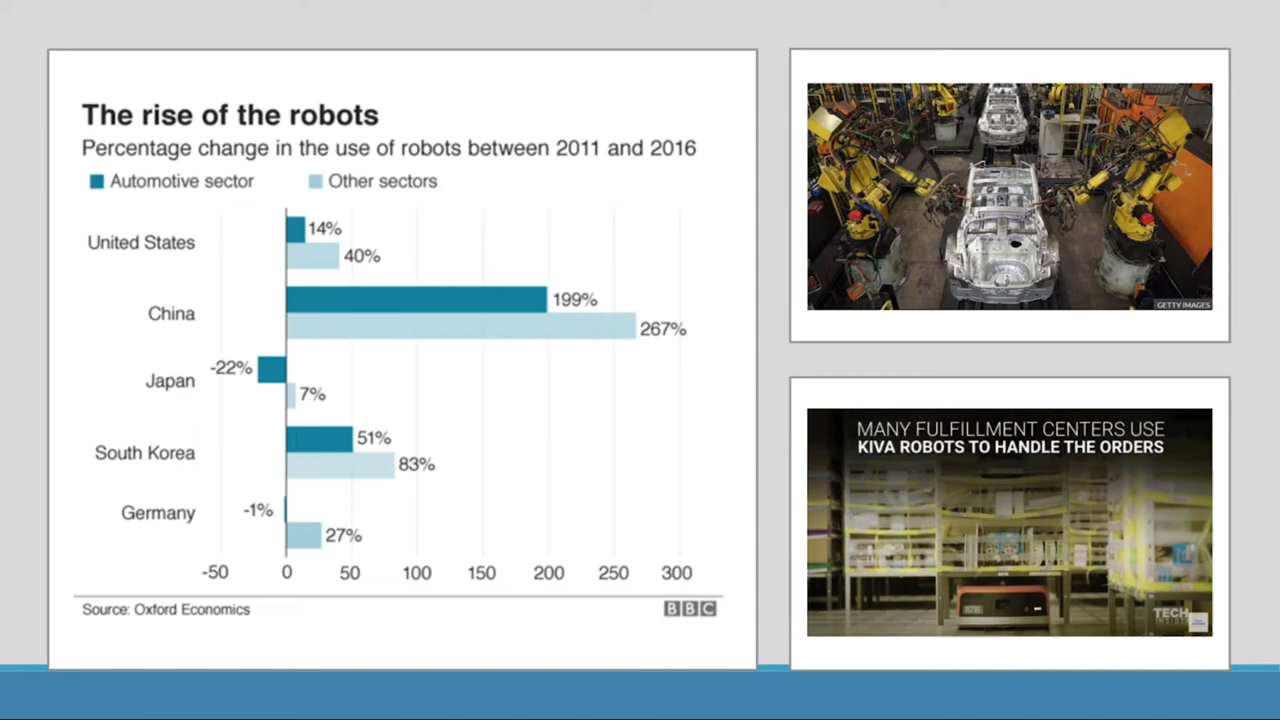 The rise of the robots
Percentage change in the use of robots between 2011 and 2016
Automotive sector
Other sectors
United States
14%
40%
China
199%
267%
Japan
-22%
7%
South Korea
51%
83%
Germany
-1%
27%
-50 0 50 100 150 200 250 300
Source: Oxford Economics
BBC
GETTY IMAGES
MANY FULFILLMENT CENTERS USE
KIVA ROBOTS TO HANDLE THE ORDERS
TECH
INSIDER